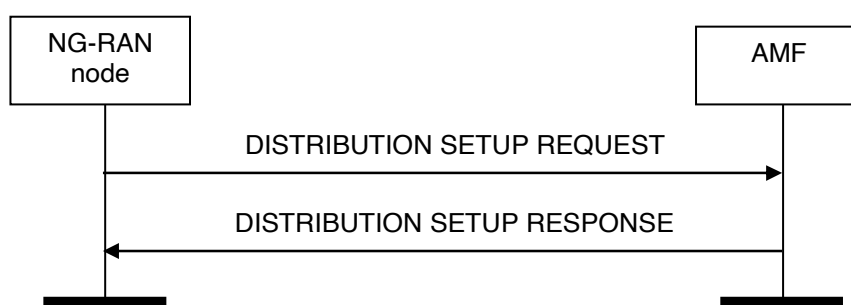 NG-RAN
node
AMF
DISTRIBUTION SETUP REQUEST
DISTRIBUTION SETUP RESPONSE